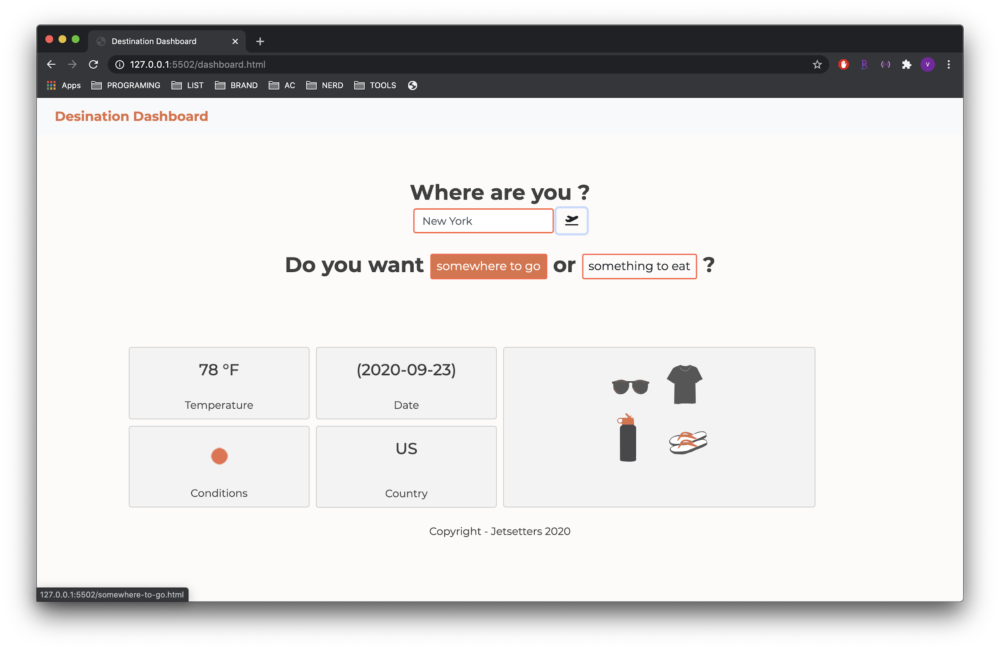 Destination Dashboard
127.0.0.1:5502/dashboard.html
R
V
Apps PROGRAMING LIST BRAND AC NERD TOOLS
Desination Dashboard
Where are you ?
New York
Do you want somewhere to go or something to eat ?
78 °F
Temperature
(2020-09-23)
Date
Conditions
US
Country
Copyright - Jetsetters 2020
127.0.0.1:5502/somewhere-to-go.html